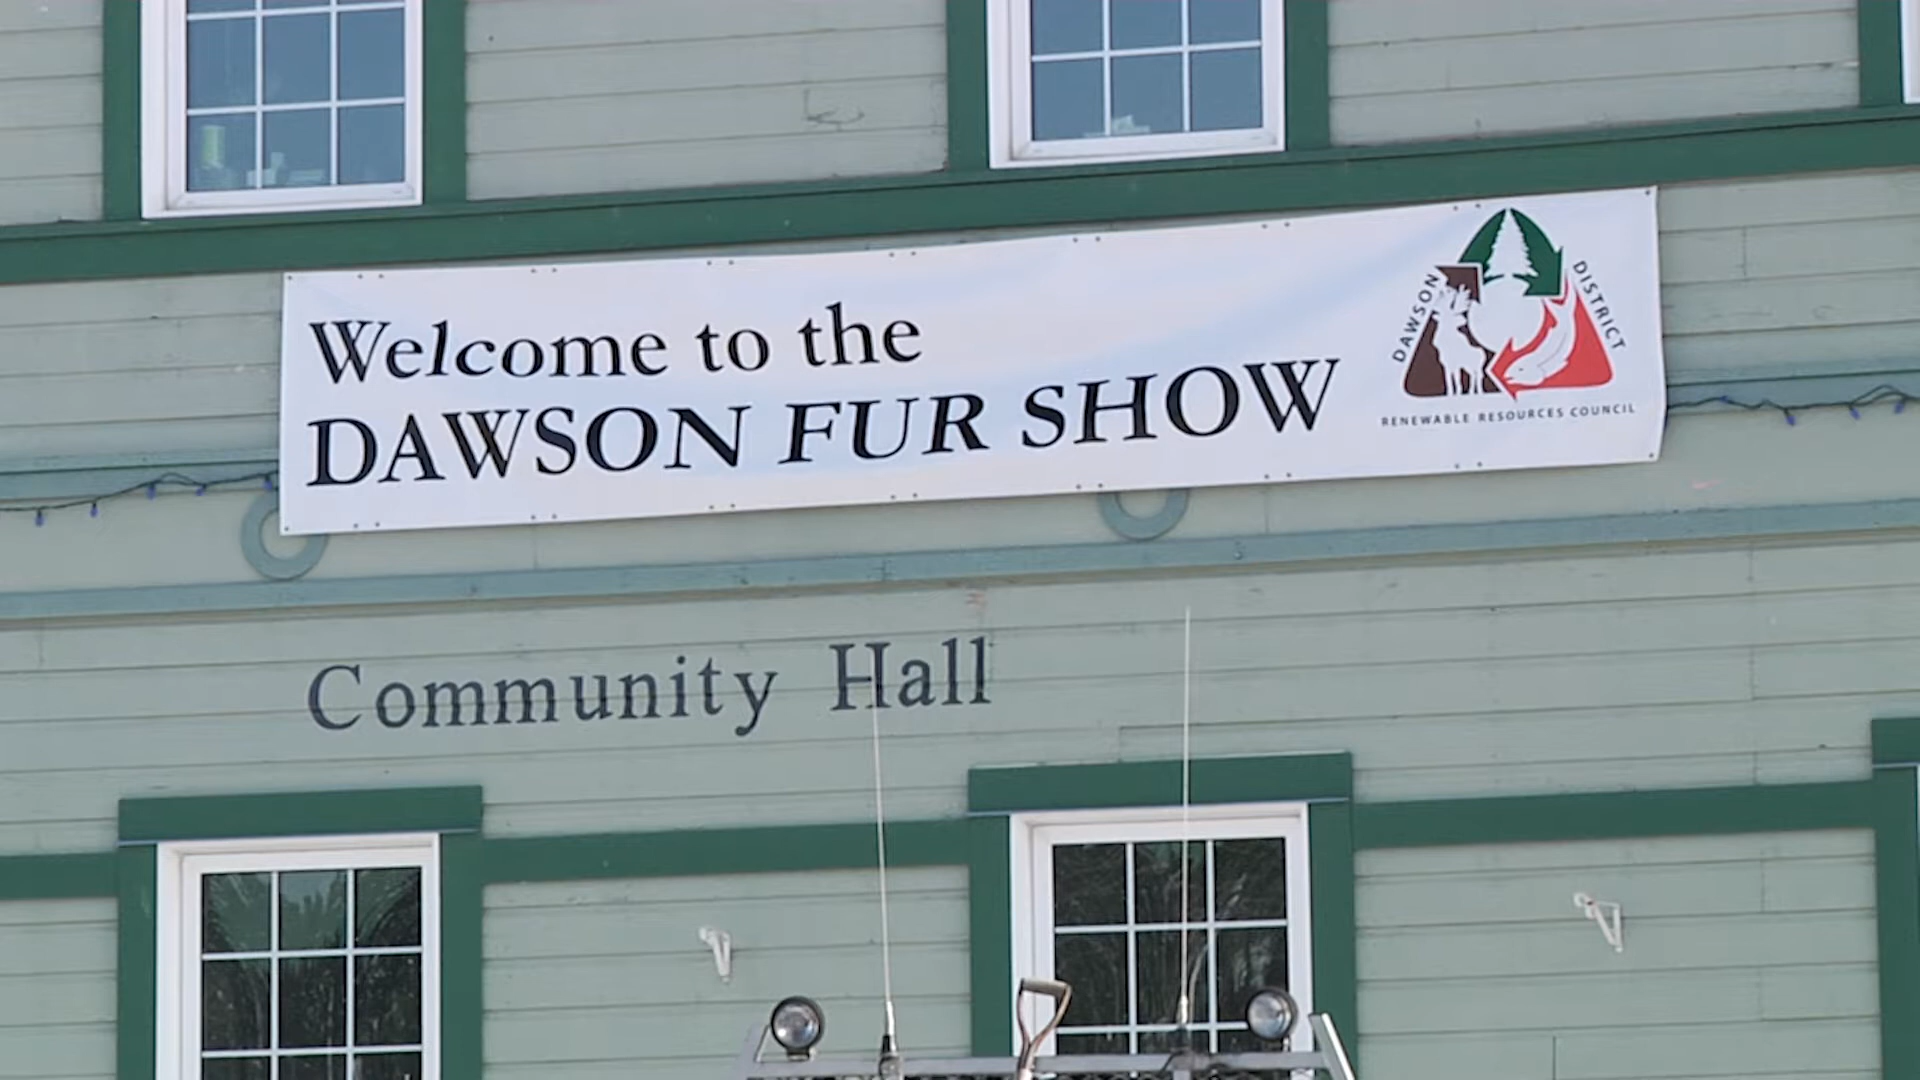 Welcome to the
DAWSON FUR SHOW
DAWSON DISTRICT
RENEWABLE RESOURCES COUNCIL
Community Hall